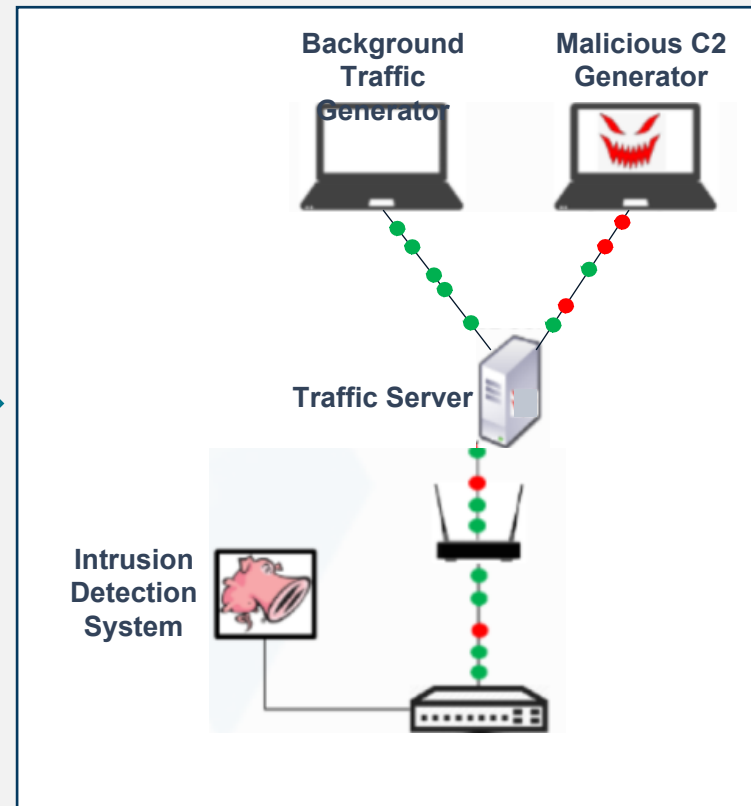 Background
Traffic
Generator
Malicious C2
Generator
Traffic Server
Intrusion
Detection
System